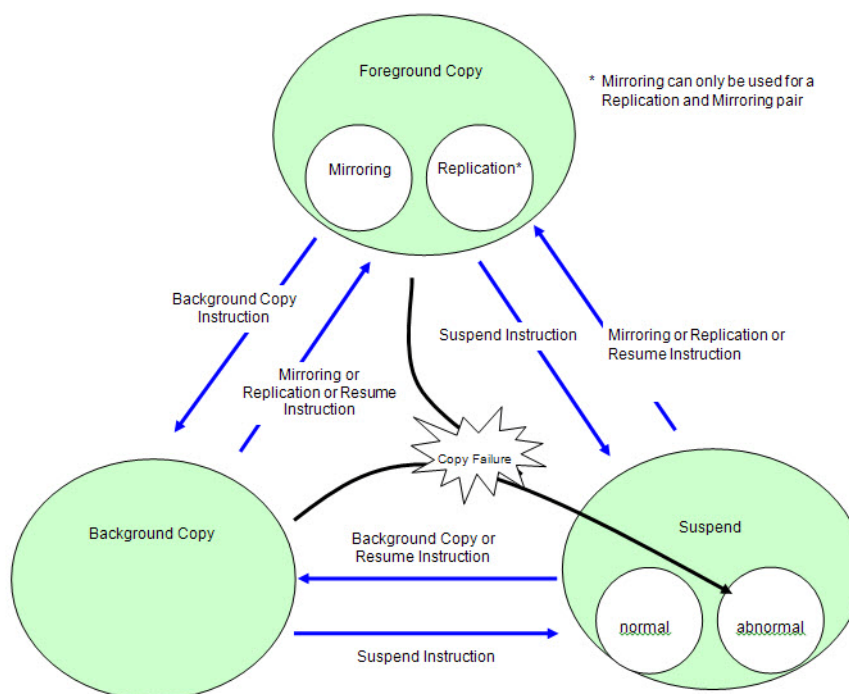 Foreground Copy
* Mirroring can only be used for a
Replication and Mirroring pair
Mirroring
Replication*
Background Copy
Instruction
Mirroring or
Replication or Resume
Instruction
Suspend Instruction
Mirroring or Replication or
Resume Instruction
Copy Failure
Background Copy
Background Copy or
Resume Instruction
Suspend
normal
abnormal
Suspend Instruction